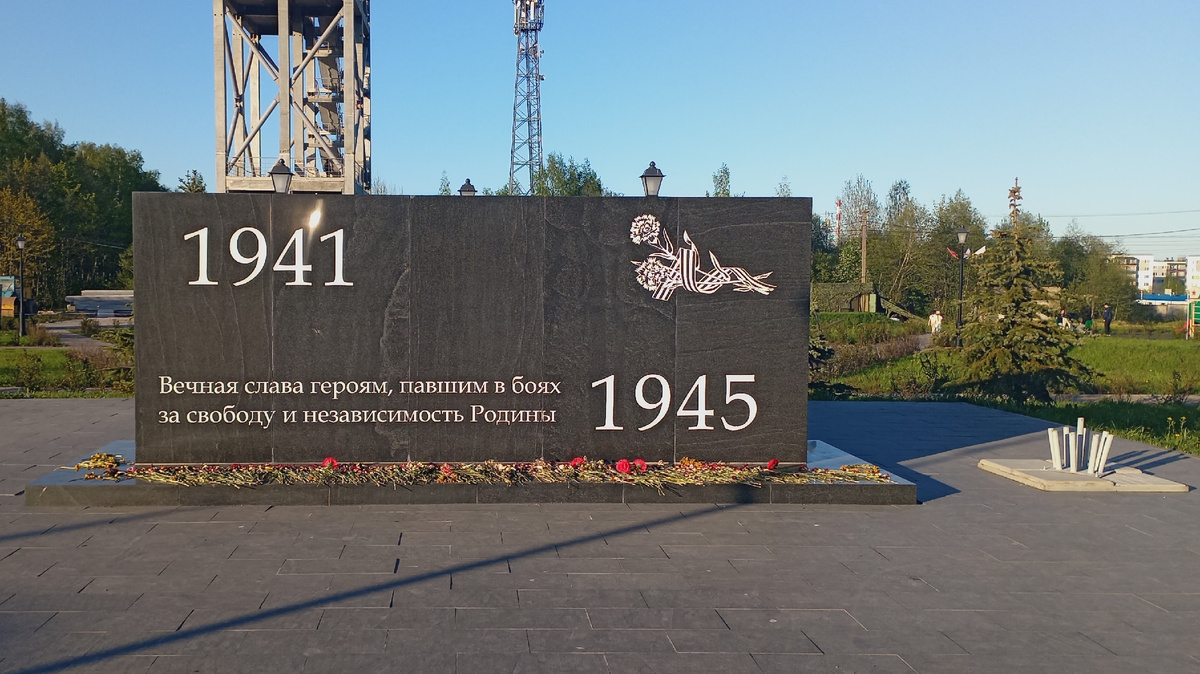 1941
Вечная слава героям, павшим в боях
за свободу и независимость Родины
1945